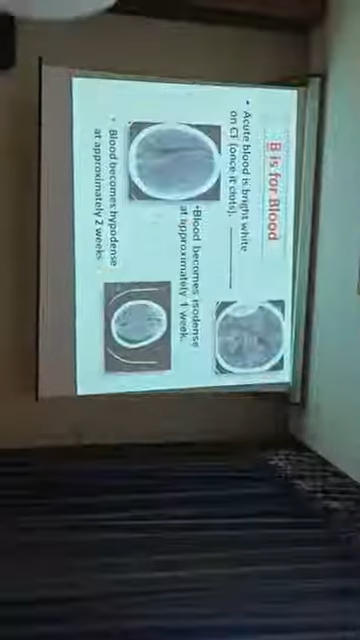 B is for Blood
• Acute blood is bright white
on CT (once it clots).
•Blood becomes isodense
at approximately 1 week.
• Blood becomes hypodense
at approximately 2 weeks